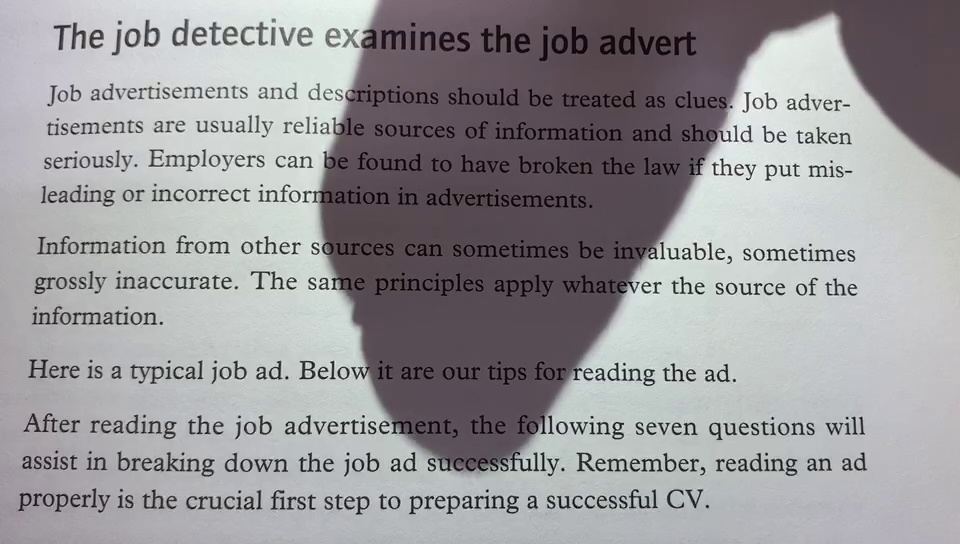 The job detective examines the job advert
Job advertisements and descriptions should be treated as clues. Job adver-
tisements are usually reliable sources of information and should be taken
seriously. Employers can be found to have broken the law if they put mis-
leading or incorrect information in advertisements.
Information from other sources can sometimes be invaluable, sometimes
grossly inaccurate. The same principles apply whatever the source of the
information.
Here is a typical job ad. Below it are our tips for reading the ad.
After reading the job advertisement, the following seven questions will
assist in breaking down the job ad successfully. Remember, reading an ad
properly is the crucial first step to preparing a successful CV.